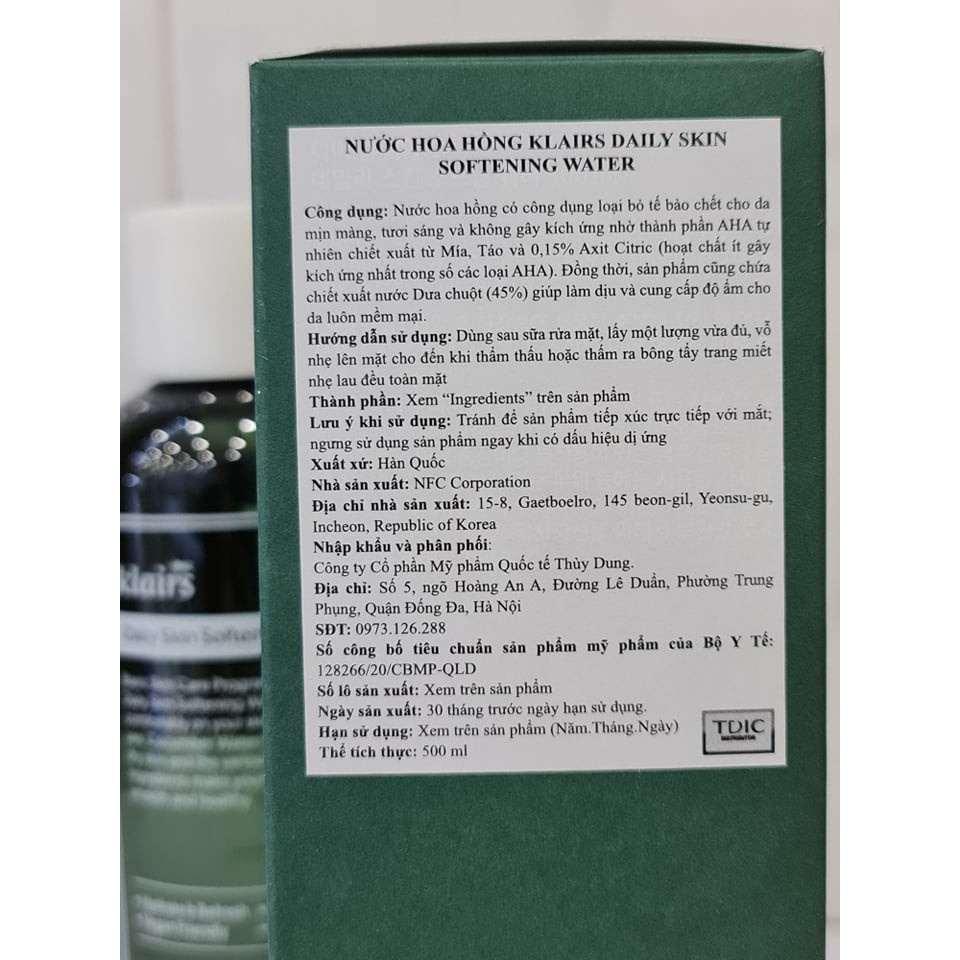 NƯỚC HOA HỒNG KLAIRS DAILY SKIN
SOFTENING WATER
Công dụng: Nước hoa hồng có công dụng loại bỏ tế bào chết cho da
mịn màng, tươi sáng và không gây kích ứng nhờ thành phần AHA tự
nhiên chiết xuất từ Mía, Táo và 0,15% Axit Citric (hoạt chất ít gây
kích ứng nhất trong số các loại AHA). Đồng thời, sản phẩm cũng chứa
chiết xuất nước Dưa chuột (45%) giúp làm dịu và cung cấp độ ẩm cho
da luôn mềm mại.
Hướng dẫn sử dụng: Dùng sau sữa rửa mặt, lấy một lượng vừa đủ, vỗ
nhẹ lên mặt cho đến khi thẩm thấu hoặc thấm ra bông tẩy trang miết
nhẹ lau đều toàn mặt
Thành phần: Xem “Ingredients” trên sản phẩm
Lưu ý khi sử dụng: Tránh để sản phẩm tiếp xúc trực tiếp với mắt;
ngưng sử dụng sản phẩm ngay khi có dấu hiệu dị ứng
Xuất xứ: Hàn Quốc
Nhà sản xuất: NFC Corporation
Địa chỉ nhà sản xuất: 15-8, Gaetboelro, 145 beon-gil, Yeonsu-gu,
Incheon, Republic of Korea
Nhập khẩu và phân phối:
Công ty Cổ phần Mỹ phẩm Quốc tế Thùy Dung.
Địa chỉ: Số 5, ngõ Hoàng An A, Đường Lê Duẩn, Phường Trung
Phụng, Quận Đống Đa, Hà Nội
SĐT: 0973.126.288
Số công bố tiêu chuẩn sản phẩm mỹ phẩm của Bộ Y Tế:
128266/20/CBMP-QLD
Số lô sản xuất: Xem trên sản phẩm
Ngày sản xuất: 30 tháng trước ngày hạn sử dụng.
Hạn sử dụng: Xem trên sản phẩm (Năm.Tháng.Ngày)
Thể tích thực: 500 ml
TDIC
DISTRIBUTOR
klairs
Daily Skin Soften